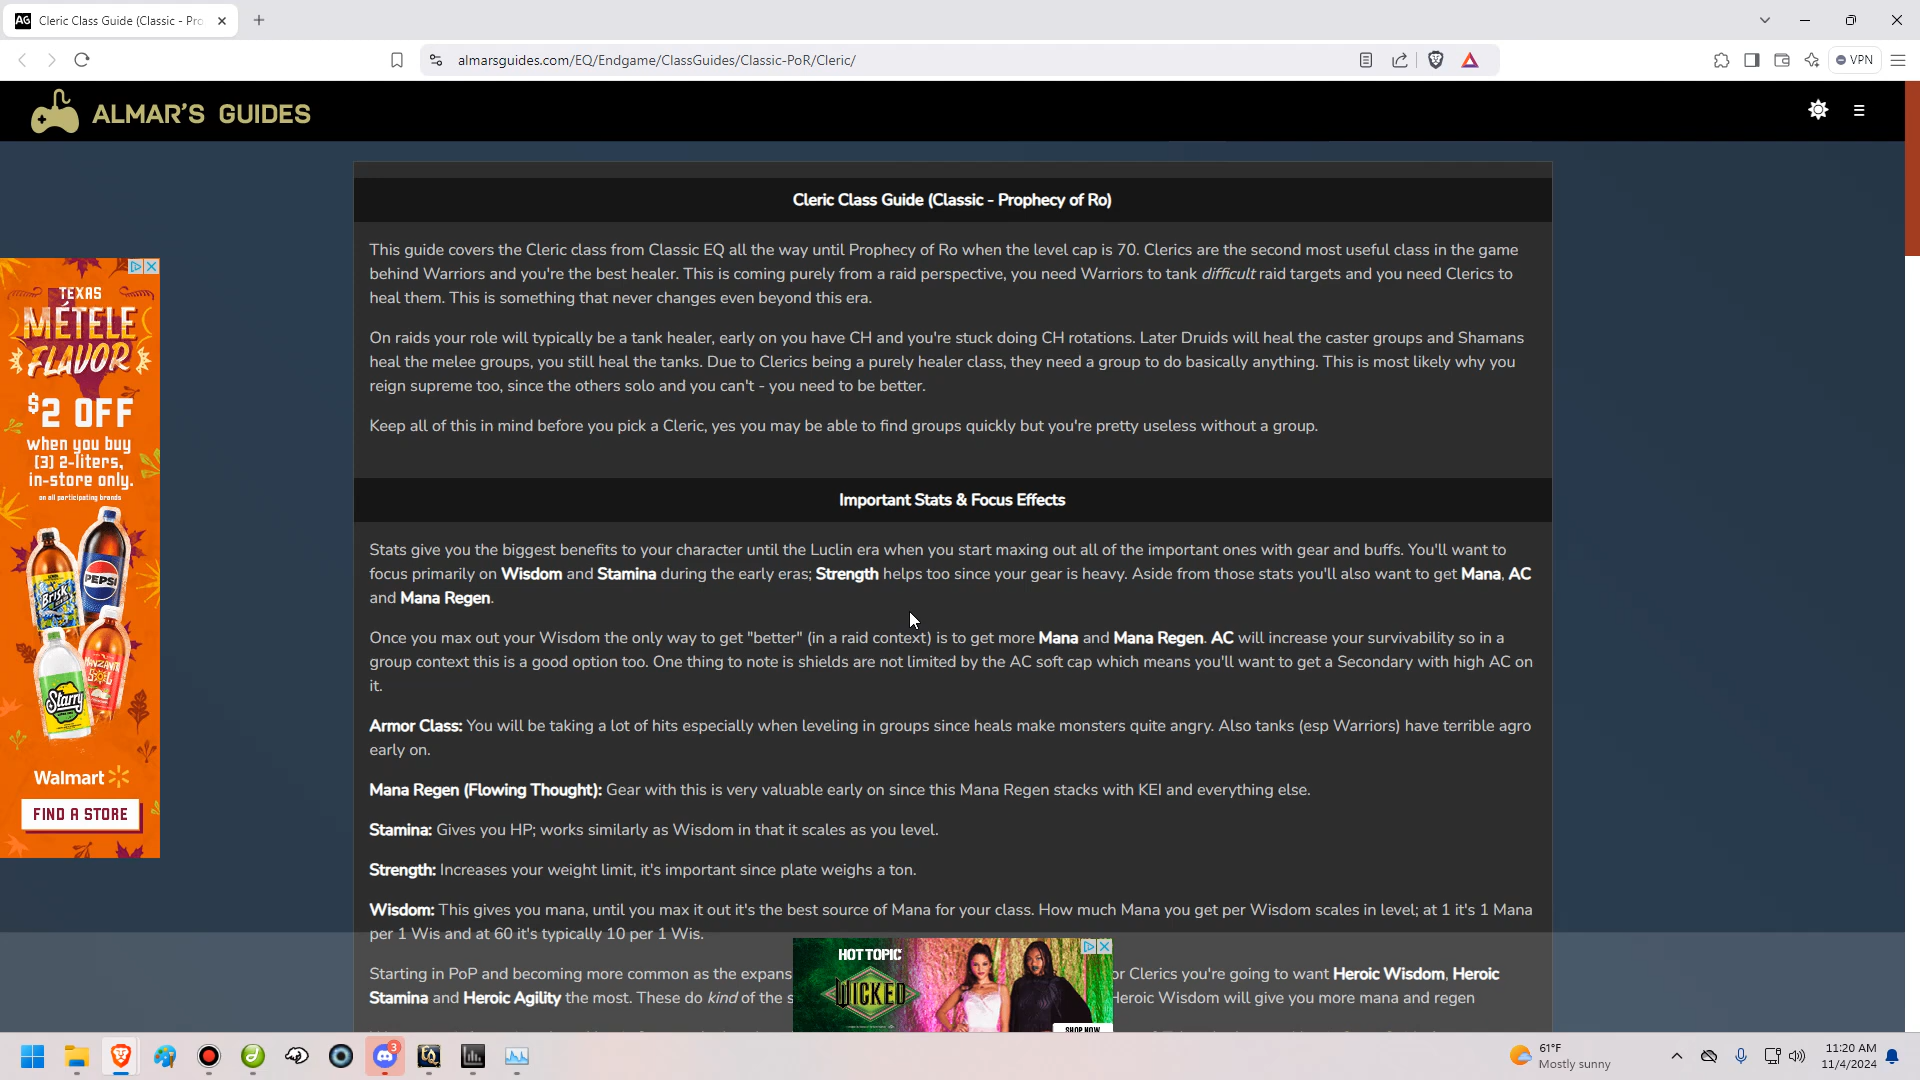 AG Cleric Class Guide (Classic - Pro
almarsguides.com/EQ/Endgame/ClassGuides/Classic-PoR/Cleric/
VPN
ALMAR'S GUIDES
Cleric Class Guide (Classic - Prophecy of Ro)
This guide covers the Cleric class from Classic EQ all the way until Prophecy of Ro when the level cap is 70. Clerics are the second most useful class in the game
behind Warriors and you're the best healer. This is coming purely from a raid perspective, you need Warriors to tank difficult raid targets and you need Clerics to
heal them. This is something that never changes even beyond this era.
On raids your role will typically be a tank healer, early on you have CH and you're stuck doing CH rotations. Later Druids will heal the caster groups and Shamans
heal the melee groups, you still heal the tanks. Due to Clerics being a purely healer class, they need a group to do basically anything. This is most likely why you
reign supreme too, since the others solo and you can't - you need to be better.
Keep all of this in mind before you pick a Cleric, yes you may be able to find groups quickly but you're pretty useless without a group.
Important Stats & Focus Effects
Stats give you the biggest benefits to your character until the Luclin era when you start maxing out all of the important ones with gear and buffs. You'll want to
focus primarily on Wisdom and Stamina during the early eras; Strength helps too since your gear is heavy. Aside from those stats you'll also want to get Mana, AC
and Mana Regen.
Once you max out your Wisdom the only way to get "better" (in a raid context) is to get more Mana and Mana Regen. AC will increase your survivability so in a
group context this is a good option too. One thing to note is shields are not limited by the AC soft cap which means you'll want to get a Secondary with high AC on
it.
Armor Class: You will be taking a lot of hits especially when leveling in groups since heals make monsters quite angry. Also tanks (esp Warriors) have terrible agro
early on.
Mana Regen (Flowing Thought): Gear with this is very valuable early on since this Mana Regen stacks with KEI and everything else.
Stamina: Gives you HP; works similarly as Wisdom in that it scales as you level.
Strength: Increases your weight limit, it's important since plate weighs a ton.
Wisdom: This gives you mana, until you max it out it's the best source of Mana for your class. How much Mana you get per Wisdom scales in level; at 1 it's 1 Mana
per 1 Wis and at 60 it's typically 10 per 1 Wis.
Starting in PoP and becoming more common as the expans
or Clerics you're going to want Heroic Wisdom, Heroic
Stamina and Heroic Agility the most. These do kind of the s
Heroic Wisdom will give you more mana and regen
TEXAS
MÉTELE
FLAVOR
$2 OFF
when you buy
(3) 2-liters,
in-store only.
on all participating brands
BRISK
PEPSI
MANZANITA
SOL
Starry
Walmart
FIND A STORE
HOT TOPIC
WICKED
SHOP NOW
3
EQ
61°F
Mostly sunny
11:20 AM
11/4/2024